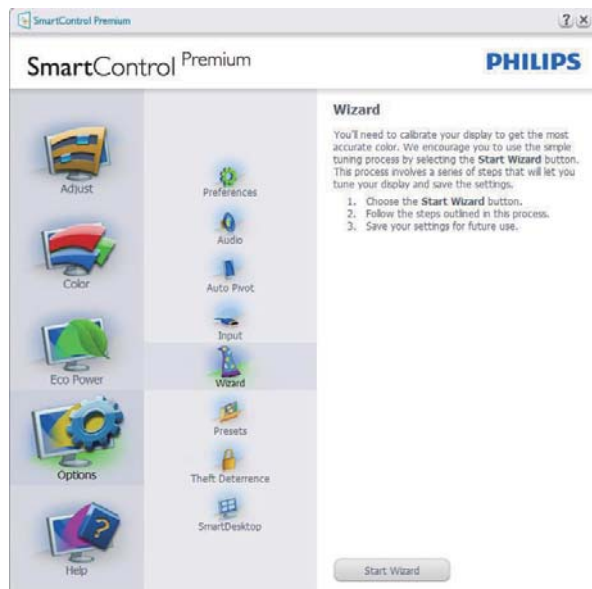 SmartControl Premium
SmartControl Premium
PHILIPS
Adjust
Color
Eco Power
Options
Help
Preferences
Audio
Auto Pivot
Input
Wizard
Presets
Theft Deterrence
SmartDesktop
Wizard
You'll need to calibrate your display to get the most
accurate color. We encourage you to use the simple
tuning process by selecting the Start Wizard button.
This process involves a series of steps that will let you
tune your display and save the settings.
1. Choose the Start Wizard button.
2. Follow the steps outlined in this process.
3. Save your settings for future use.
Start Wizard